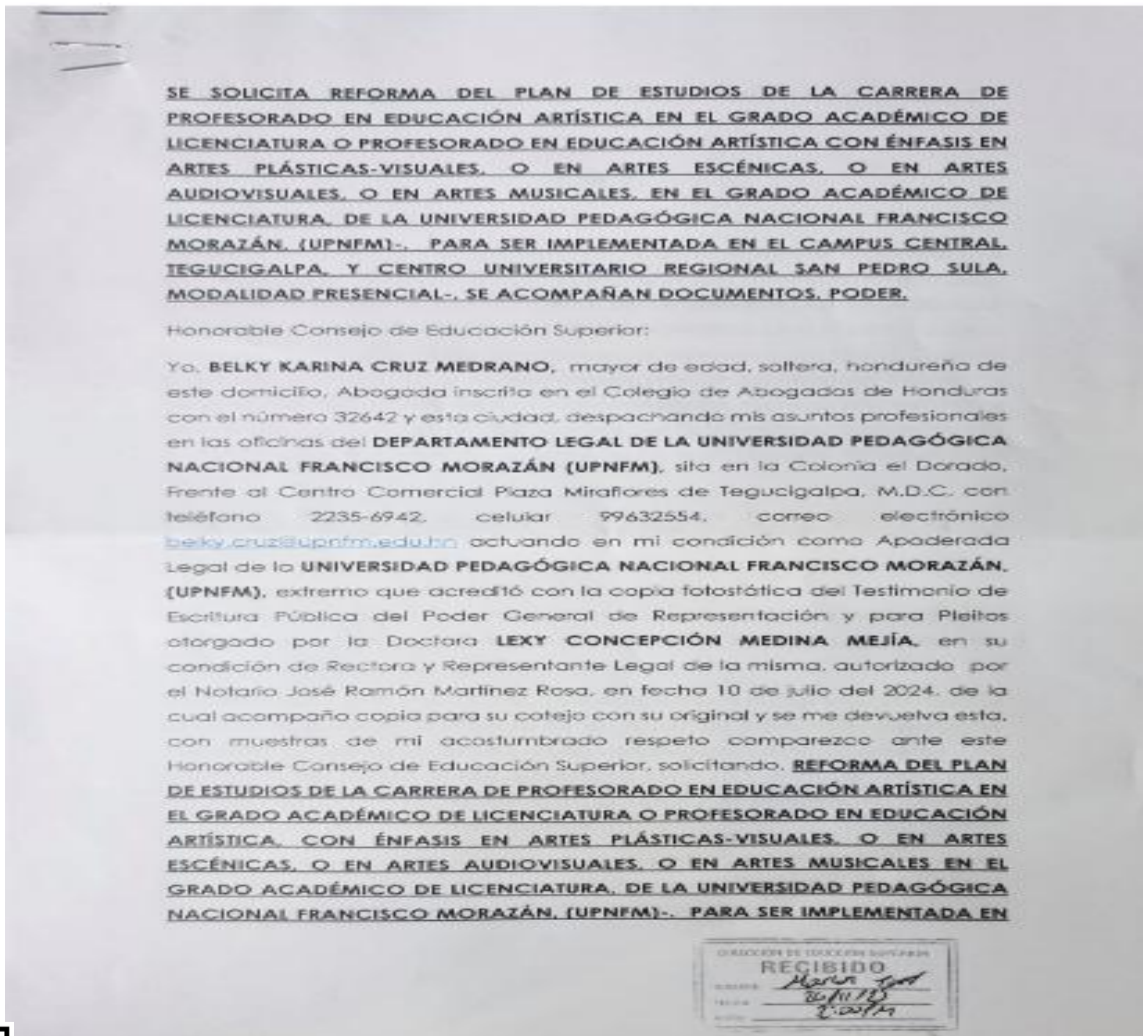 SE SOLICITA REFORMA DEL PLAN DE ESTUDIOS DE LA CARRERA DE
PROFESORADO EN EDUCACIÓN ARTÍSTICA EN EL GRADO ACADÉMICO DE
LICENCIATURA O PROFESORADO EN EDUCACIÓN ARTÍSTICA CON ÉNFASIS EN
ARTES PLÁSTICAS-VISUALES, O EN ARTES ESCÉNICAS, O EN ARTES
AUDIOVISUALES, O EN ARTES MUSICALES, EN EL GRADO ACADÉMICO DE
LICENCIATURA, DE LA UNIVERSIDAD PEDAGÓGICA NACIONAL FRANCISCO
MORAZÁN, (UPNFM)-. PARA SER IMPLEMENTADA EN EL CAMPUS CENTRAL,
TEGUCIGALPA, Y CENTRO UNIVERSITARIO REGIONAL SAN PEDRO SULA,
MODALIDAD PRESENCIAL-. SE ACOMPAÑAN DOCUMENTOS. PODER.
Honorable Consejo de Educación Superior:
Yo, BELKY KARINA CRUZ MEDRANO, mayor de edad, soltera, hondureña de
este domicilio, Abogada inscrita en el Colegio de Abogados de Honduras
con el número 32642 y esta ciudad, despachando mis asuntos profesionales
en las oficinas del DEPARTAMENTO LEGAL DE LA UNIVERSIDAD PEDAGÓGICA
NACIONAL FRANCISCO MORAZÁN (UPNFM), sita en la Colonia el Dorado,
Frente al Centro Comercial Plaza Miraflores de Tegucigalpa, M.D.C. con
teléfono 2235-6942, celular 99632554, correo electrónico
belky.cruz@upnfm.edu.hn actuando en mi condición como Apoderada
Legal de la UNIVERSIDAD PEDAGÓGICA NACIONAL FRANCISCO MORAZÁN,
(UPNFM), extremo que acreditó con la copia fotostática del Testimonio de
Escritura Pública del Poder General de Representación y para Pleitos
otorgado por la Doctora LEXY CONCEPCIÓN MEDINA MEJÍA, en su
condición de Rectora y Representante Legal de la misma, autorizado por
el Notario José Ramón Martínez Rosa, en fecha 10 de julio del 2024, de la
cual acompaño copia para su cotejo con su original y se me devuelva esta,
con muestras de mi acostumbrado respeto comparezco ante este
Honorable Consejo de Educación Superior, solicitando, REFORMA DEL PLAN
DE ESTUDIOS DE LA CARRERA DE PROFESORADO EN EDUCACIÓN ARTÍSTICA EN
EL GRADO ACADÉMICO DE LICENCIATURA O PROFESORADO EN EDUCACIÓN
ARTÍSTICA, CON ÉNFASIS EN ARTES PLÁSTICAS-VISUALES, O EN ARTES
ESCÉNICAS, O EN ARTES AUDIOVISUALES, O EN ARTES MUSICALES EN EL
GRADO ACADÉMICO DE LICENCIATURA, DE LA UNIVERSIDAD PEDAGÓGICA
NACIONAL FRANCISCO MORAZÁN, (UPNFM)-. PARA SER IMPLEMENTADA EN
DIRECCIÓN DE EDUCACIÓN SUPERIOR
RECIBIDO